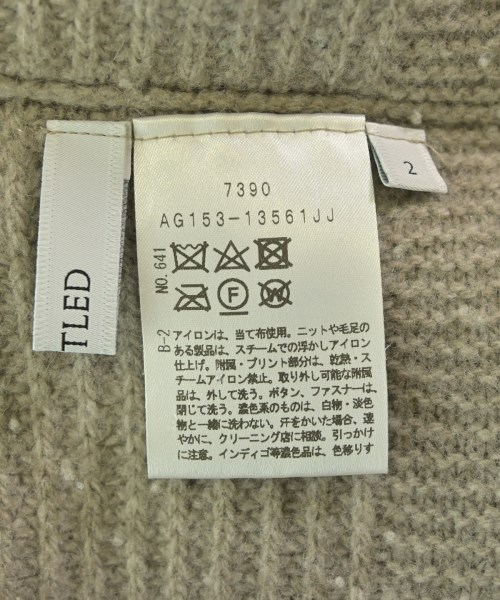 TLED
2
7390
AG153-13561JJ
NO.641
B-2
アイロンは、当て布使用。ニットや毛足の
ある製品は、スチームでの浮かしアイロン
仕上げ。附属・プリント部分は、乾熱・ス
チームアイロン禁止。取り外し可能な附属
品は、外して洗う。ボタン、ファスナーは、
閉じて洗う。濃色系のものは、白物・淡色
物と一緒に洗わない。汗をかいた場合、速
やかに、クリーニング店に相談。引っかけ
に注意。インディゴ等濃色品は、色移りす